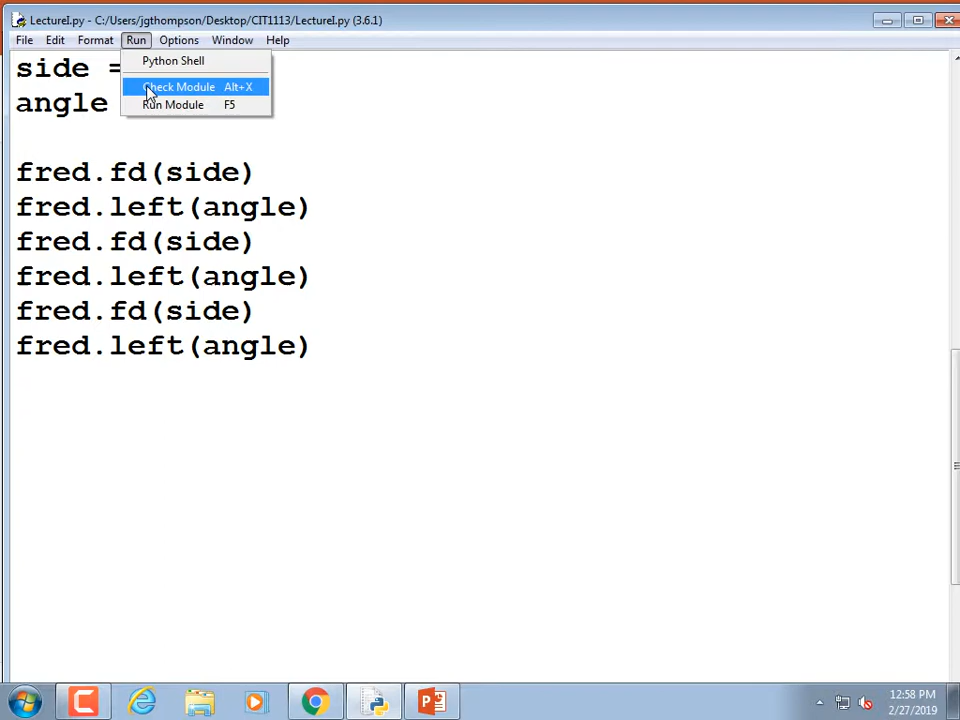 LectureI.py - C:/Users/jgthompson/Desktop/CIT1113/LectureI.py (3.6.1)
File Edit Format Run Options Window Help
side =
Python Shell
Check Module Alt+X
angle
Run Module F5
fred.fd(side)
fred.left(angle)
fred.fd(side)
fred.left(angle)
fred.fd(side)
fred.left(angle)
12:58 PM
2/27/2019